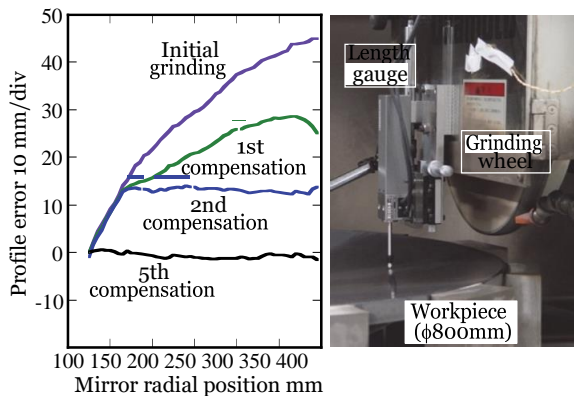 50
40
30
20
10
0
-10
Profile error 10 mm/div
Initial
grinding
1st
compensation
2nd
compensation
5th
compensation
100 150 200 250 300 350 400
Mirror radial position mm
Length
gauge
Grinding
wheel
Workpiece
(ϕ800mm)